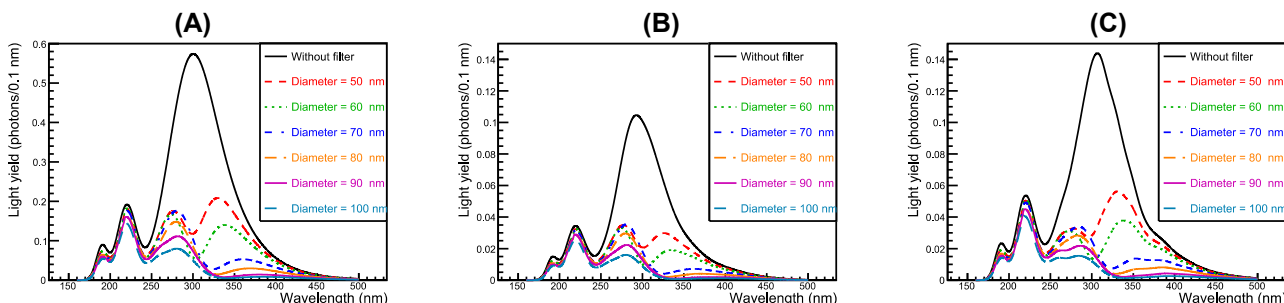 (A)
Light yield (photons/0.1 nm)
0.6
0.5
0.4
0.3
0.2
0.1
0
150 200 250 300 350 400 450 500
Wavelength (nm)
Without filter
Diameter = 50 nm
Diameter = 60 nm
Diameter = 70 nm
Diameter = 80 nm
Diameter = 90 nm
Diameter = 100 nm
(B)
Light yield (photons/0.1 nm)
0.14
0.12
0.1
0.08
0.06
0.04
0.02
0
150 200 250 300 350 400 450 500
Wavelength (nm)
Without filter
Diameter = 50 nm
Diameter = 60 nm
Diameter = 70 nm
Diameter = 80 nm
Diameter = 90 nm
Diameter = 100 nm
(C)
Light yield (photons/0.1 nm)
0.14
0.12
0.1
0.08
0.06
0.04
0.02
0
150 200 250 300 350 400 450 500
Wavelength (nm)
Without filter
Diameter = 50 nm
Diameter = 60 nm
Diameter = 70 nm
Diameter = 80 nm
Diameter = 90 nm
Diameter = 100 nm